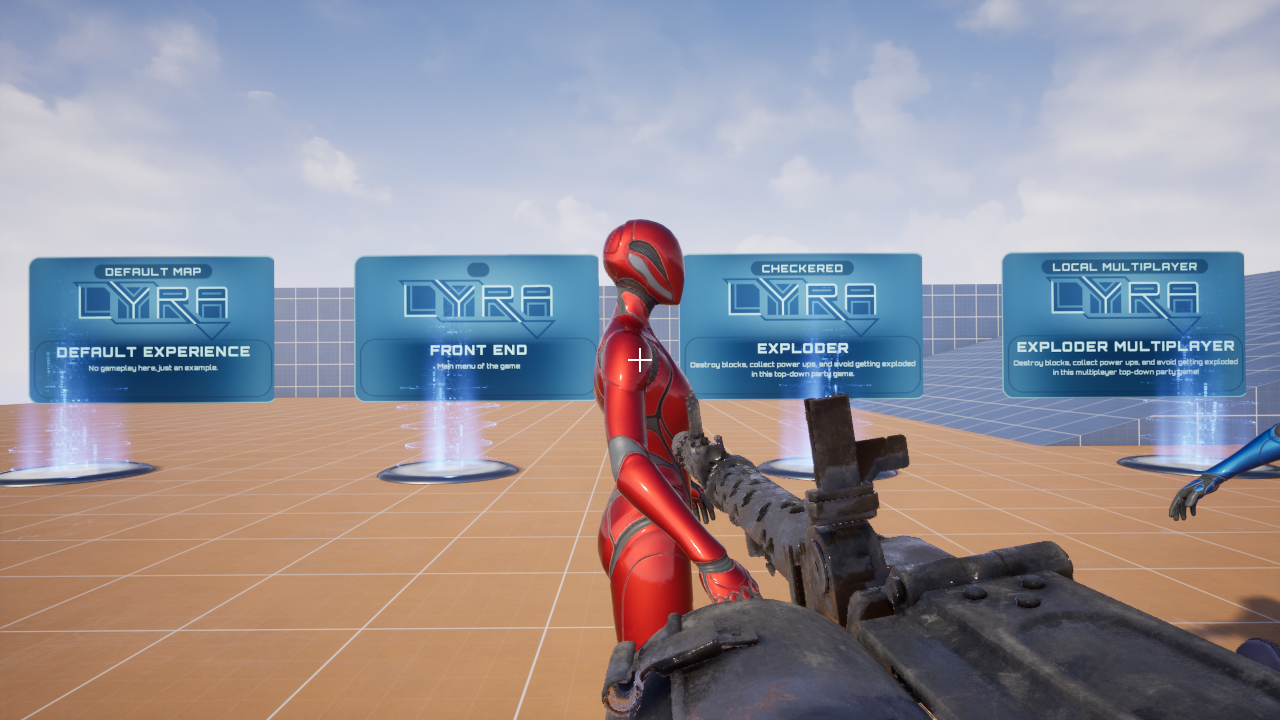 DEFAULT MAP
LYRA
DEFAULT EXPERIENCE
No gameplay here, just an example.
LYRA
FRONT END
Main menu of the game
CHECKERED
LYRA
EXPLODER
Destroy blocks, collect power ups, and avoid getting exploded
in this top-down party game.
LOCAL MULTIPLAYER
LYRA
EXPLODER MULTIPLAYER
Destroy blocks, collect power ups, and avoid getting exploded
in this multiplayer top-down party game!